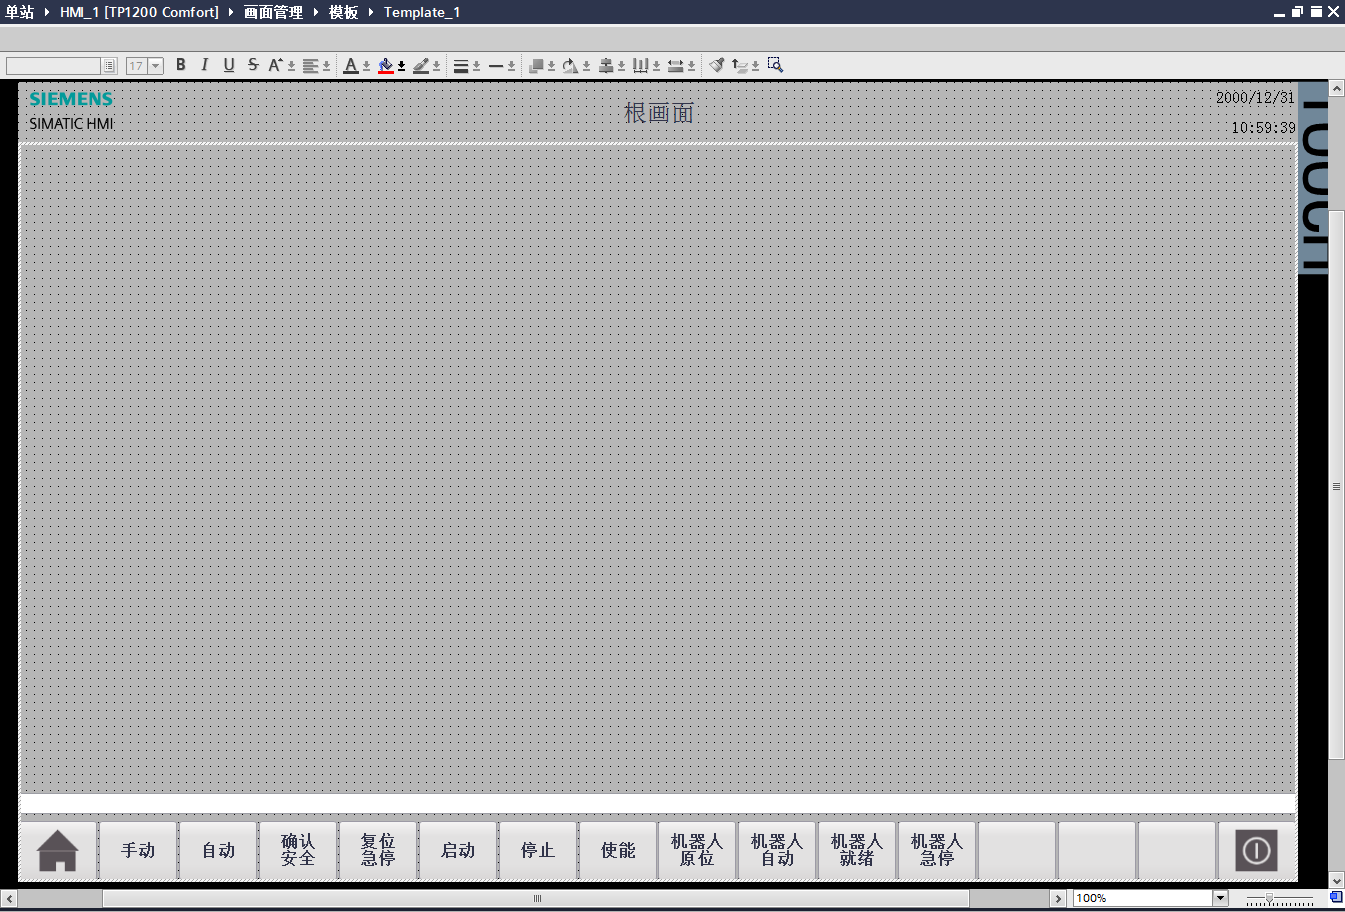 单站 HMI_1 [TP1200 Comfort] 画面管理 模板 Template_1
17 B I U S A A
SIEMENS
SIMATIC HMI
根画面
2000/12/31
10:59:39
TOUCH
手动
自动
确认
安全
复位
急停
启动
停止
使能
机器人
原位
机器人
自动
机器人
就绪
机器人
急停
100%